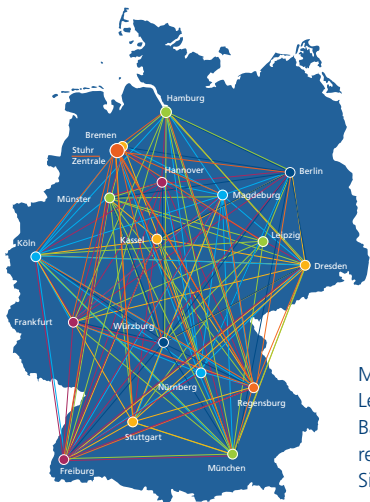 Hamburg
Bremen
Stuhr
Zentrale
Hannover
Berlin
Münster
Magdeburg
Kassel
Leipzig
Köln
Dresden
Frankfurt
Würzburg
Nürnberg
Regensburg
Stuttgart
Freiburg
München
M
Le
Ba
re
Si